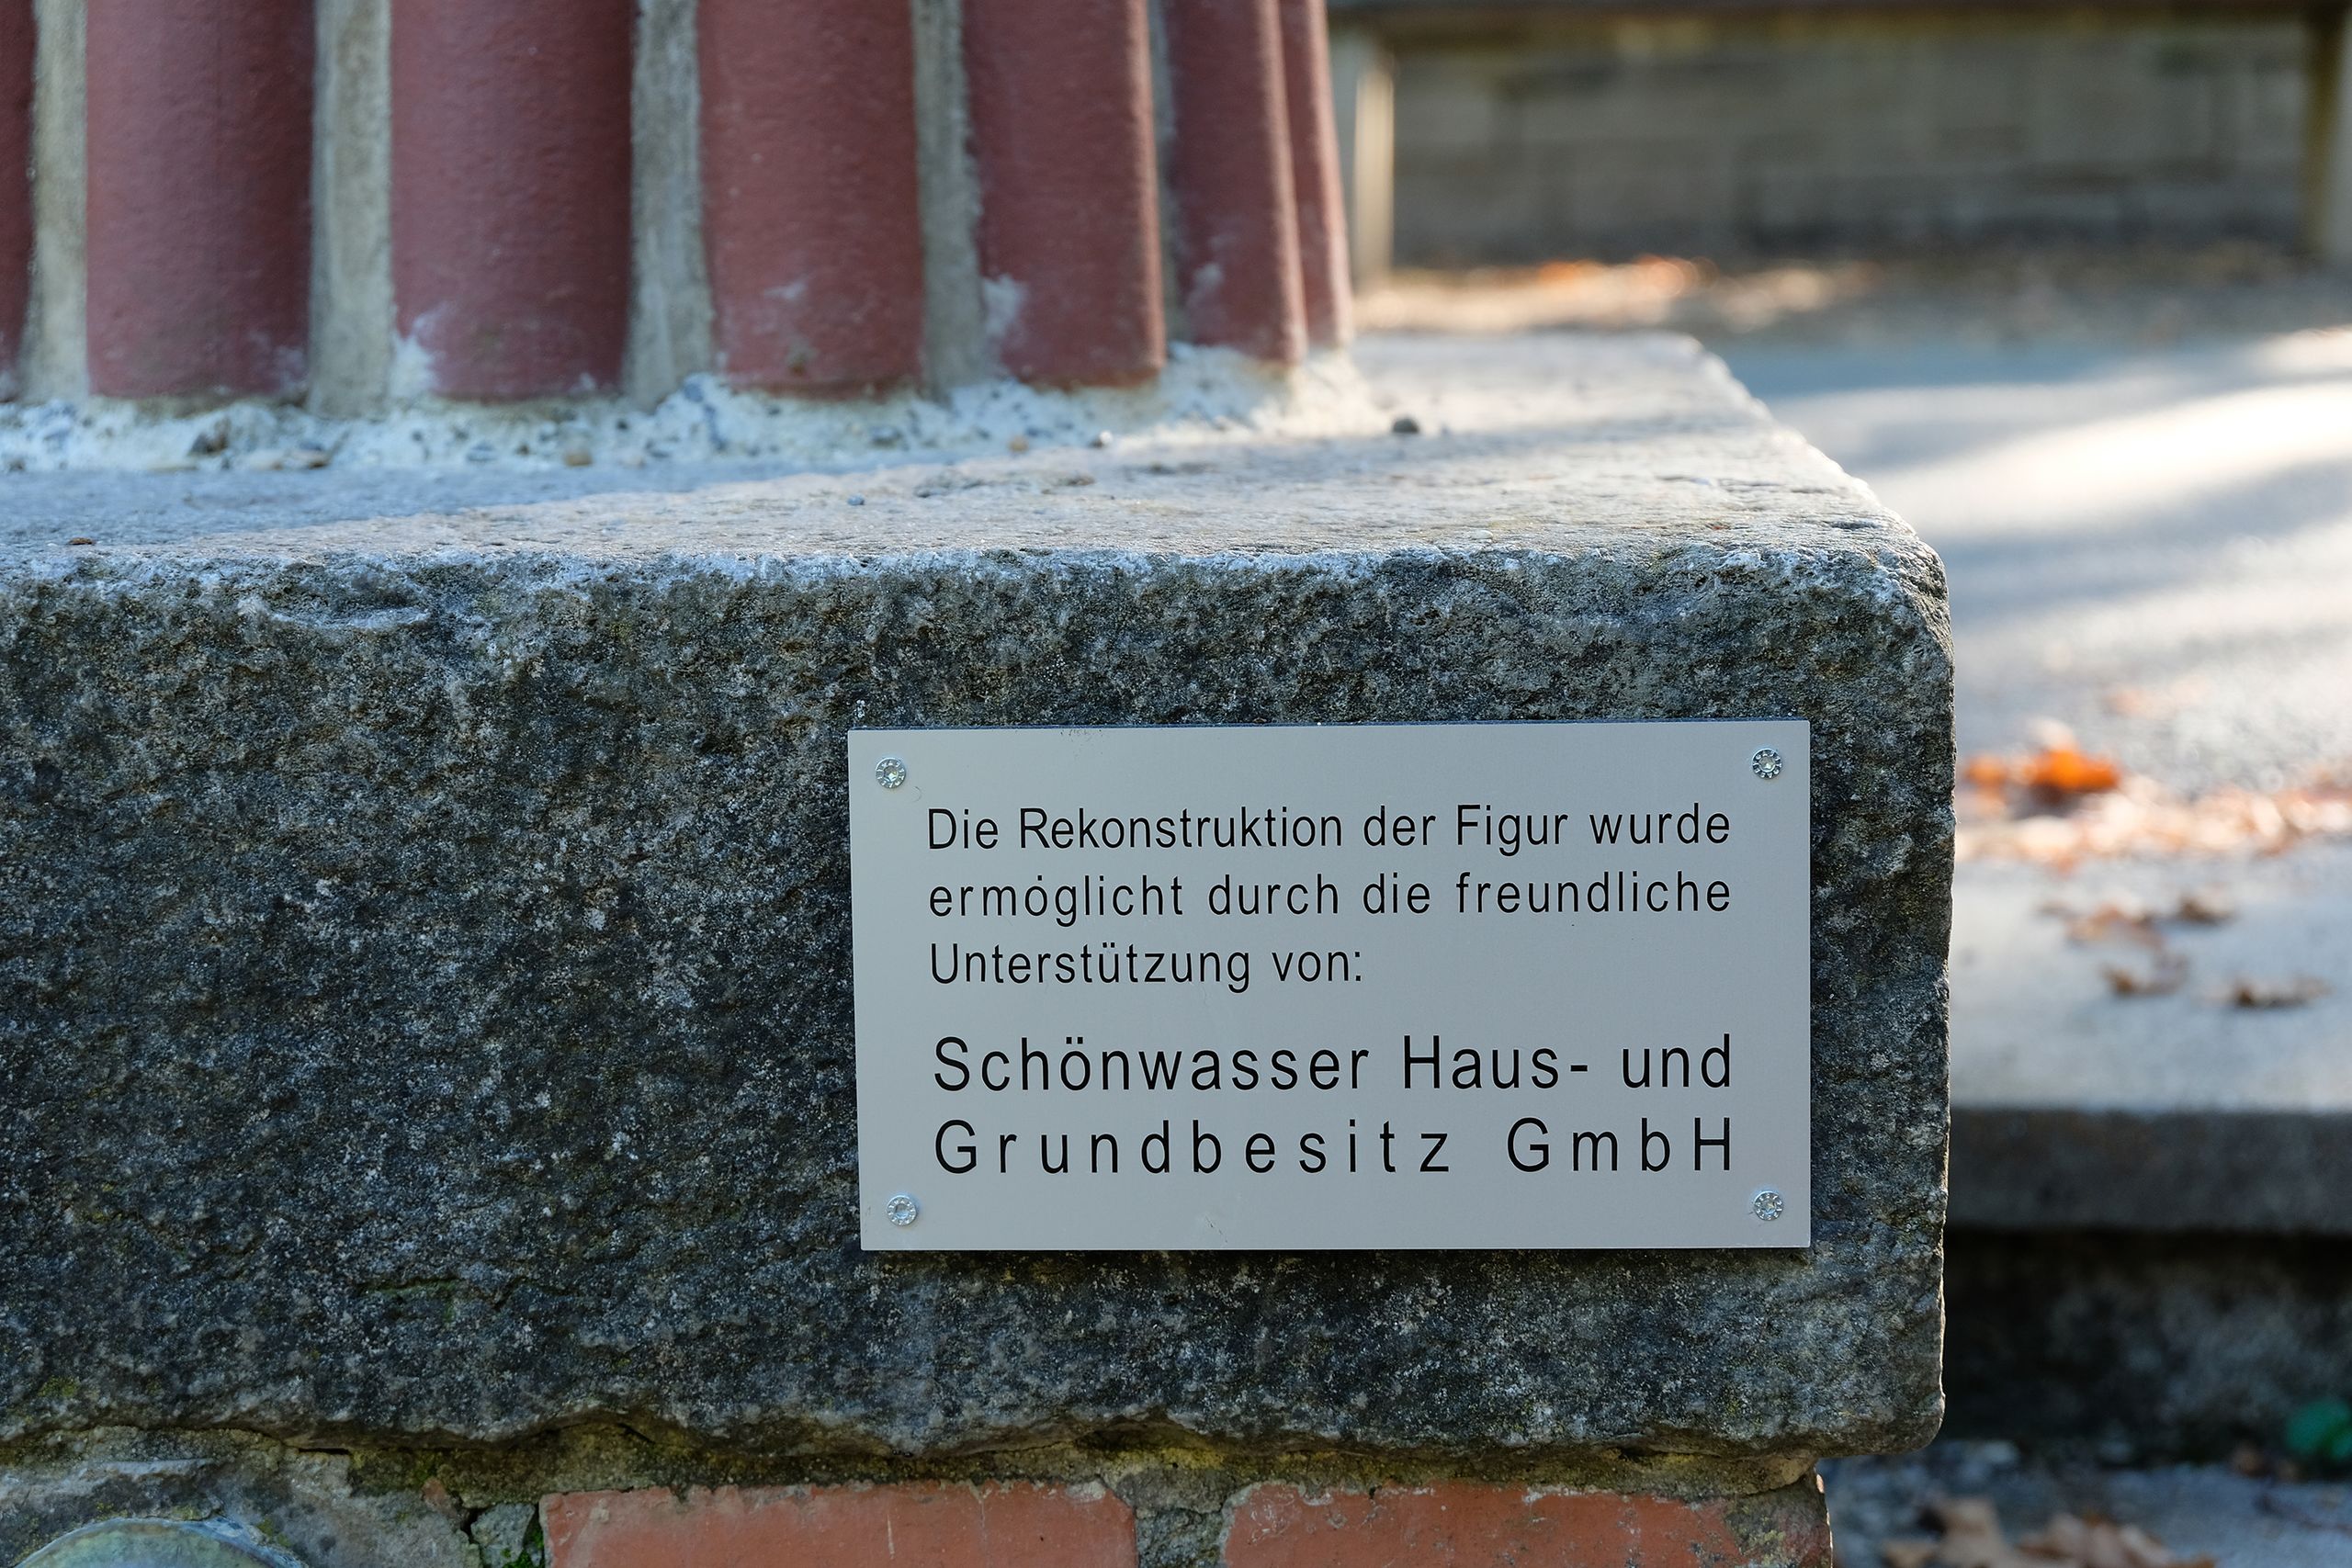 Die Rekonstruktion der Figur wurde
ermöglicht durch die freundliche
Unterstützung von:
Schönwasser Haus- und
Grundbesitz GmbH